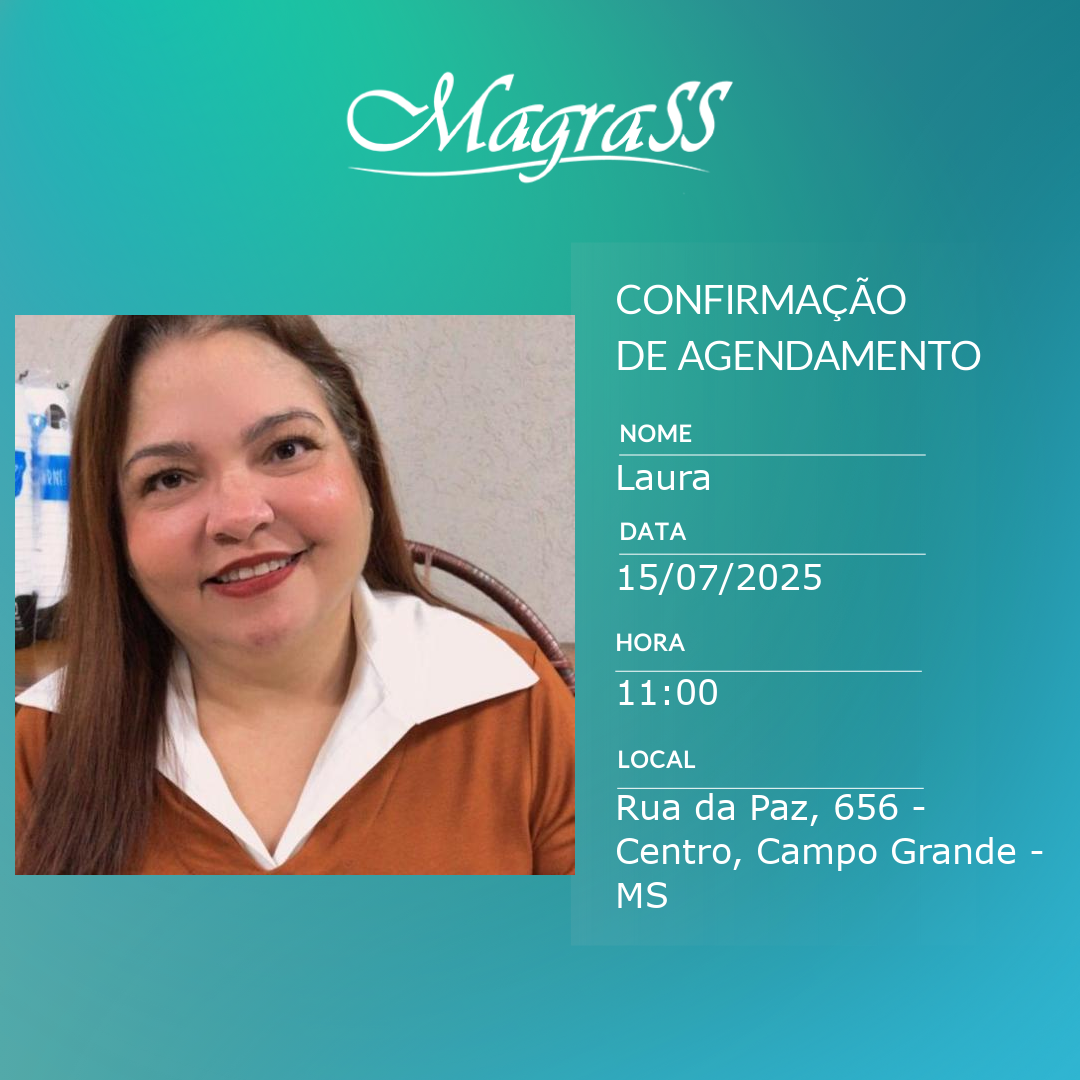 MagraSS
CONFIRMAÇÃO
DE AGENDAMENTO
NOME
Laura
DATA
15/07/2025
HORA
11:00
LOCAL
Rua da Paz, 656 -
Centro, Campo Grande -
MS